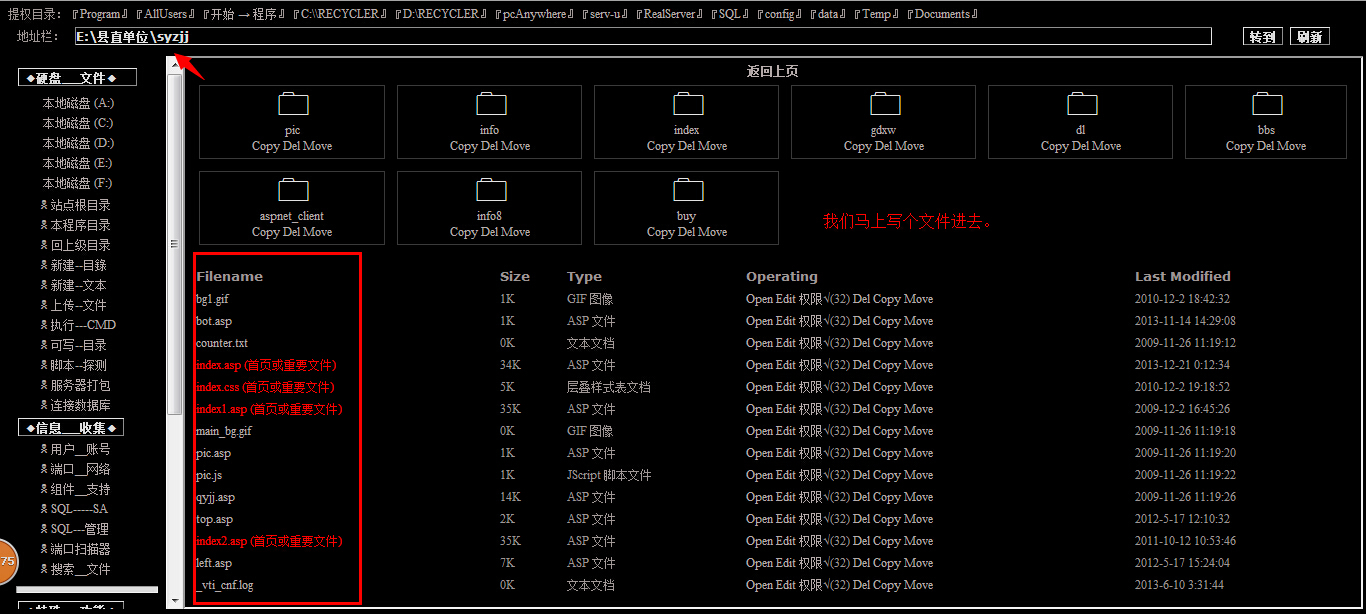 提权目录: 『Program』 『AllUsers』 『开始 → 程序』 『C:\\RECYCLER』 『D:\RECYCLER』 『pcAnywhere』 『serv-u』 『RealServer』 『SQL』 『config』 『data』 『Temp』 『Documents』
地址栏: E:\县直单位\syzjj 转到 刷新
◆硬盘__文件◆
本地磁盘 (A:)
本地磁盘 (C:)
本地磁盘 (D:)
本地磁盘 (E:)
本地磁盘 (F:)
站点根目录
本程序目录
回上级目录
新建--目錄
新建--文本
上传--文件
执行---CMD
可写--目录
脚本--探测
服务器打包
连接数据库
◆信息__收集◆
用户__账号
端口__网络
组件__支持
SQL-----SA
SQL---管理
端口扫描器
搜索__文件
◆特殊__功能◆
75
返回上页
pic info index gdxw dl bbs
Copy Del Move Copy Del Move Copy Del Move Copy Del Move Copy Del Move Copy Del Move
aspnet_client info8 buy
Copy Del Move Copy Del Move Copy Del Move
我们马上写个文件进去。
Filename Size Type Operating Last Modified
bg1.gif 1K GIF 图像 Open Edit 权限√(32) Del Copy Move 2010-12-2 18:42:32
bot.asp 1K ASP 文件 Open Edit 权限√(32) Del Copy Move 2013-11-14 14:29:08
counter.txt 0K 文本文档 Open Edit 权限√(32) Del Copy Move 2009-11-26 11:19:12
index.asp (首页或重要文件) 34K ASP 文件 Open Edit 权限√(32) Del Copy Move 2013-12-21 0:12:34
index.css (首页或重要文件) 5K 层叠样式表文档 Open Edit 权限√(32) Del Copy Move 2010-12-2 19:18:52
index1.asp (首页或重要文件) 35K ASP 文件 Open Edit 权限√(32) Del Copy Move 2009-12-2 16:45:26
main_bg.gif 0K GIF 图像 Open Edit 权限√(32) Del Copy Move 2009-11-26 11:19:18
pic.asp 1K ASP 文件 Open Edit 权限√(32) Del Copy Move 2009-11-26 11:19:20
pic.js 1K JScript 脚本文件 Open Edit 权限√(32) Del Copy Move 2009-11-26 11:19:22
qyjj.asp 14K ASP 文件 Open Edit 权限√(32) Del Copy Move 2009-11-26 11:19:26
top.asp 2K ASP 文件 Open Edit 权限√(32) Del Copy Move 2012-5-17 12:10:32
index2.asp (首页或重要文件) 35K ASP 文件 Open Edit 权限√(32) Del Copy Move 2011-10-12 10:53:46
left.asp 7K ASP 文件 Open Edit 权限√(32) Del Copy Move 2012-5-17 15:24:04
_vti_cnf.log 0K 文本文档 Open Edit 权限√(32) Del Copy Move 2013-6-10 3:31:44